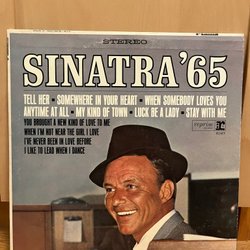 STEREO
SINATRA '65
TELL HER • SOMEWHERE IN YOUR HEART • WHEN SOMEBODY LOVES YOU
ANYTIME AT ALL • MY KIND OF TOWN • LUCK BE A LADY • STAY WITH ME
YOU BROUGHT A NEW KIND OF LOVE TO ME
WHEN I'M NOT NEAR THE GIRL I LOVE
I'VE NEVER BEEN IN LOVE BEFORE
I LIKE TO LEAD WHEN I DANCE
reprise